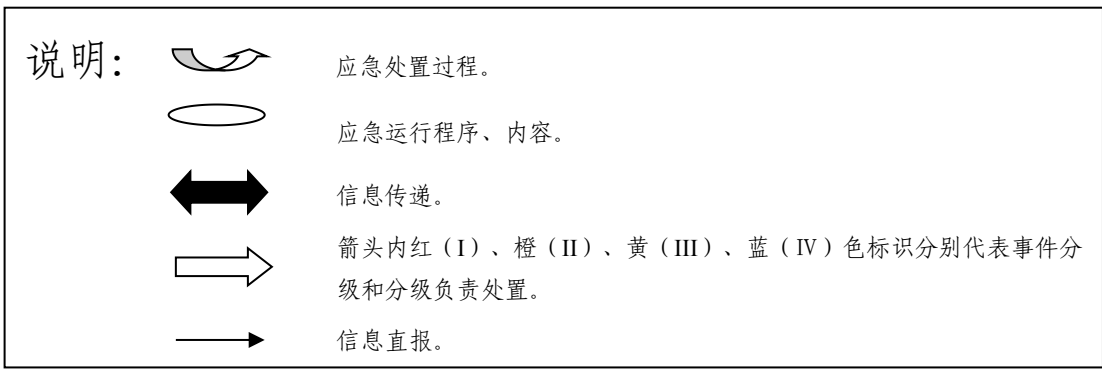 说明:
应急处置过程。
应急运行程序、内容。
信息传递。
箭头内红（I）、橙（II）、黄（III）、蓝（Ⅳ）色标识分别代表事件分
级和分级负责处置。
信息直报。